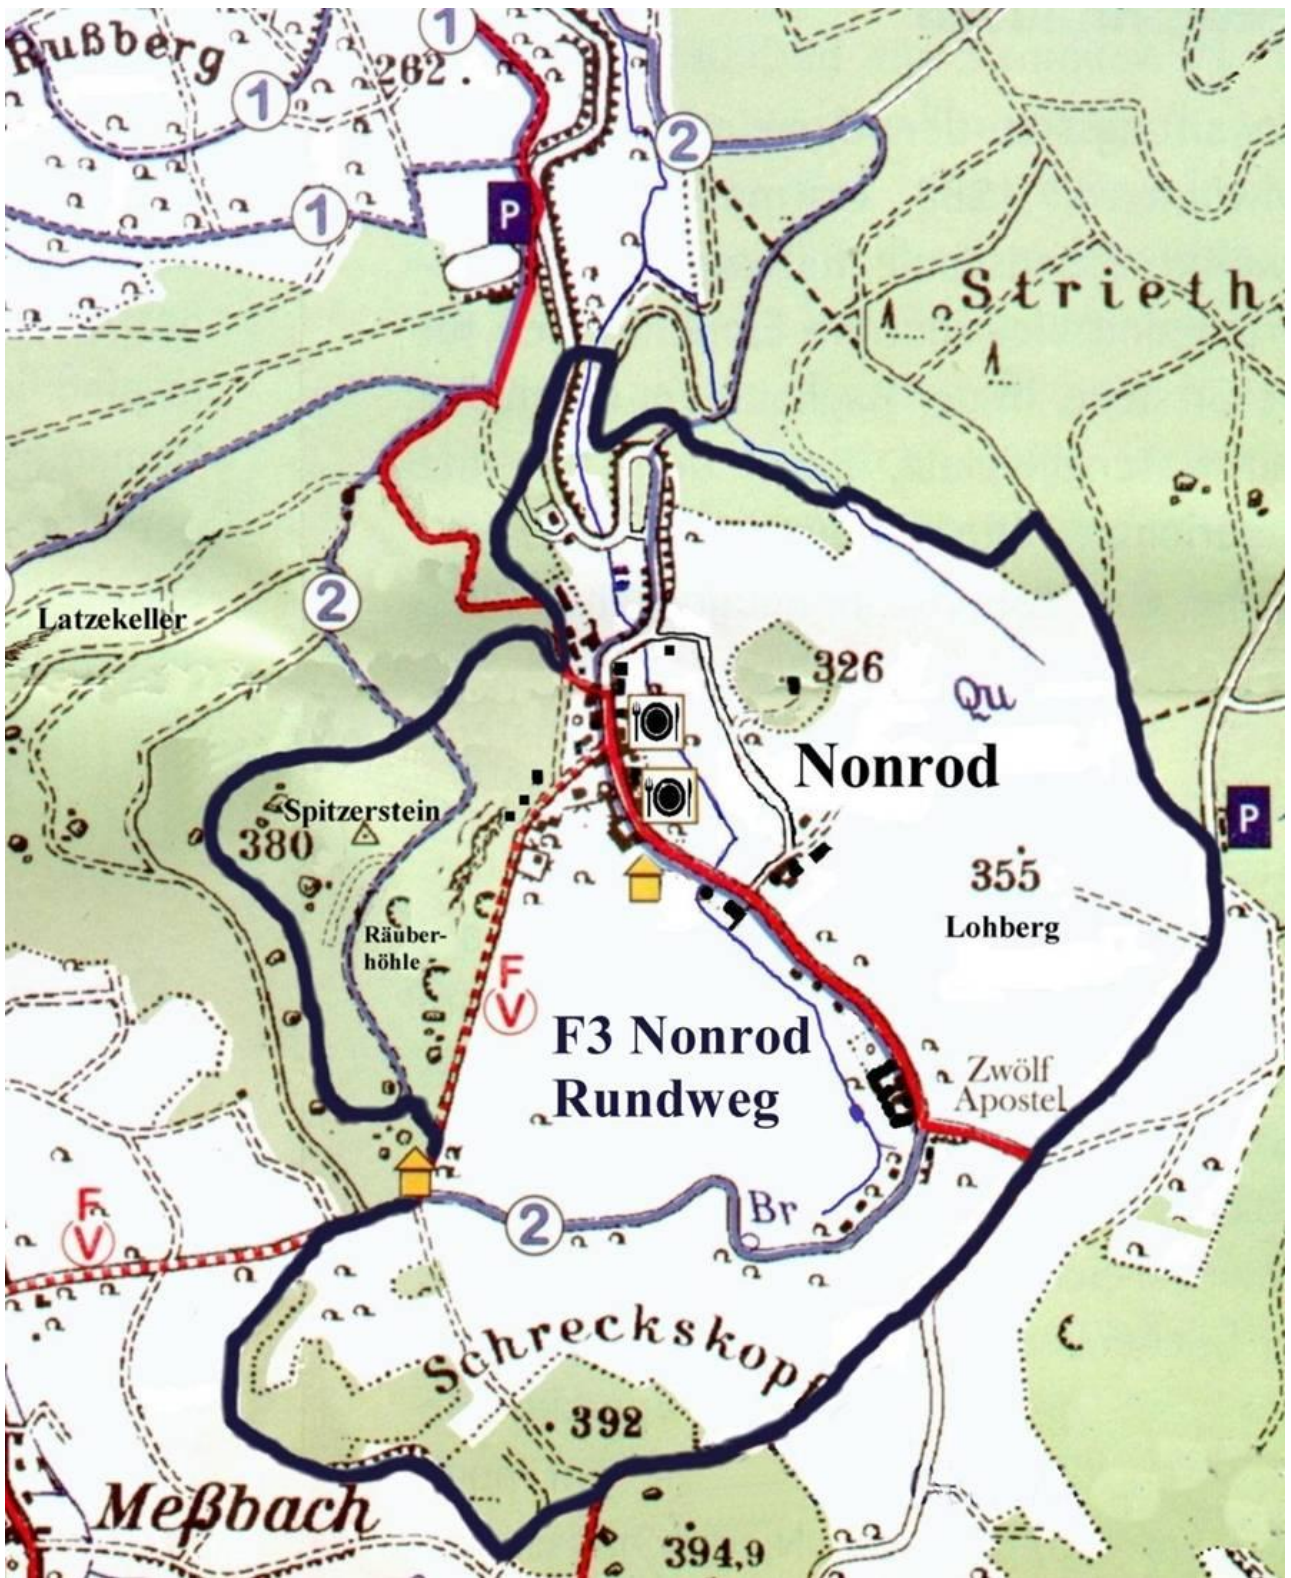 1
Rußberg
262
1
2
P
1
Strieth
2
Latzekeller
326
Qu
Nonrod
Spitzerstein
380
P
355
Lohberg
Räuber-
höhle
F
V
F3 Nonrod
Rundweg
Zwölf
Apostel
F
V
2
Br
Schreckskopf
392
Meßbach
394,9